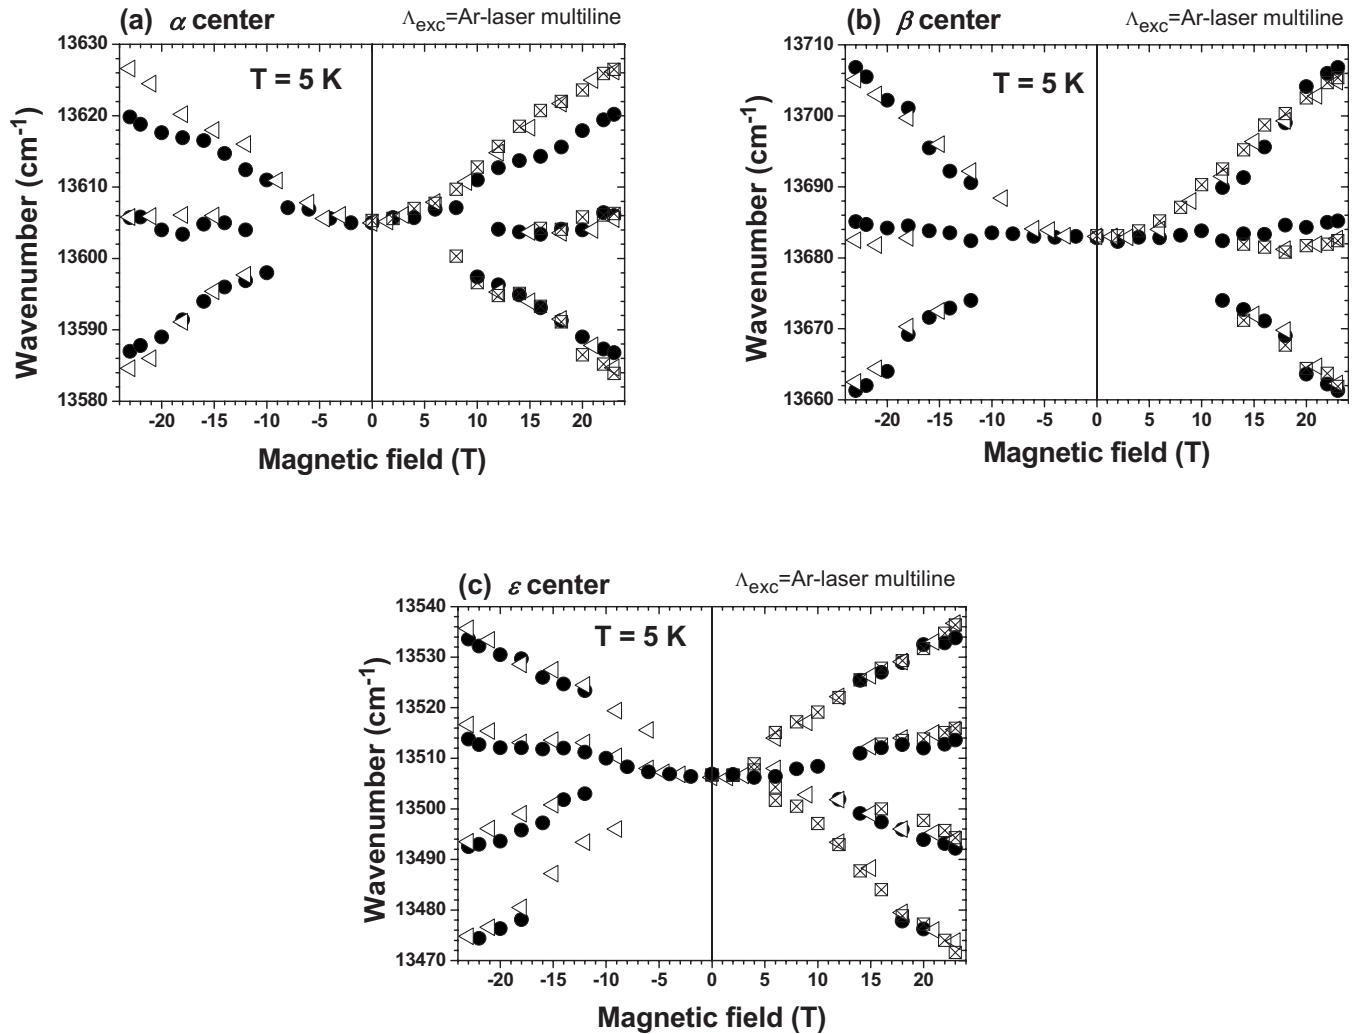 (a) α center Λexc=Ar-laser multiline
T = 5 K
Wavenumber (cm-1)
13630
13620
13610
13600
13590
13580
-20 -15 -10 -5 0 5 10 15 20
Magnetic field (T)
(b) β center Λexc=Ar-laser multiline
T = 5 K
Wavenumber (cm-1)
13710
13700
13690
13680
13670
13660
-20 -15 -10 -5 0 5 10 15 20
Magnetic field (T)
(c) ε center Λexc=Ar-laser multiline
T = 5 K
Wavenumber (cm-1)
13540
13530
13520
13510
13500
13490
13480
13470
-20 -15 -10 -5 0 5 10 15 20
Magnetic field (T)